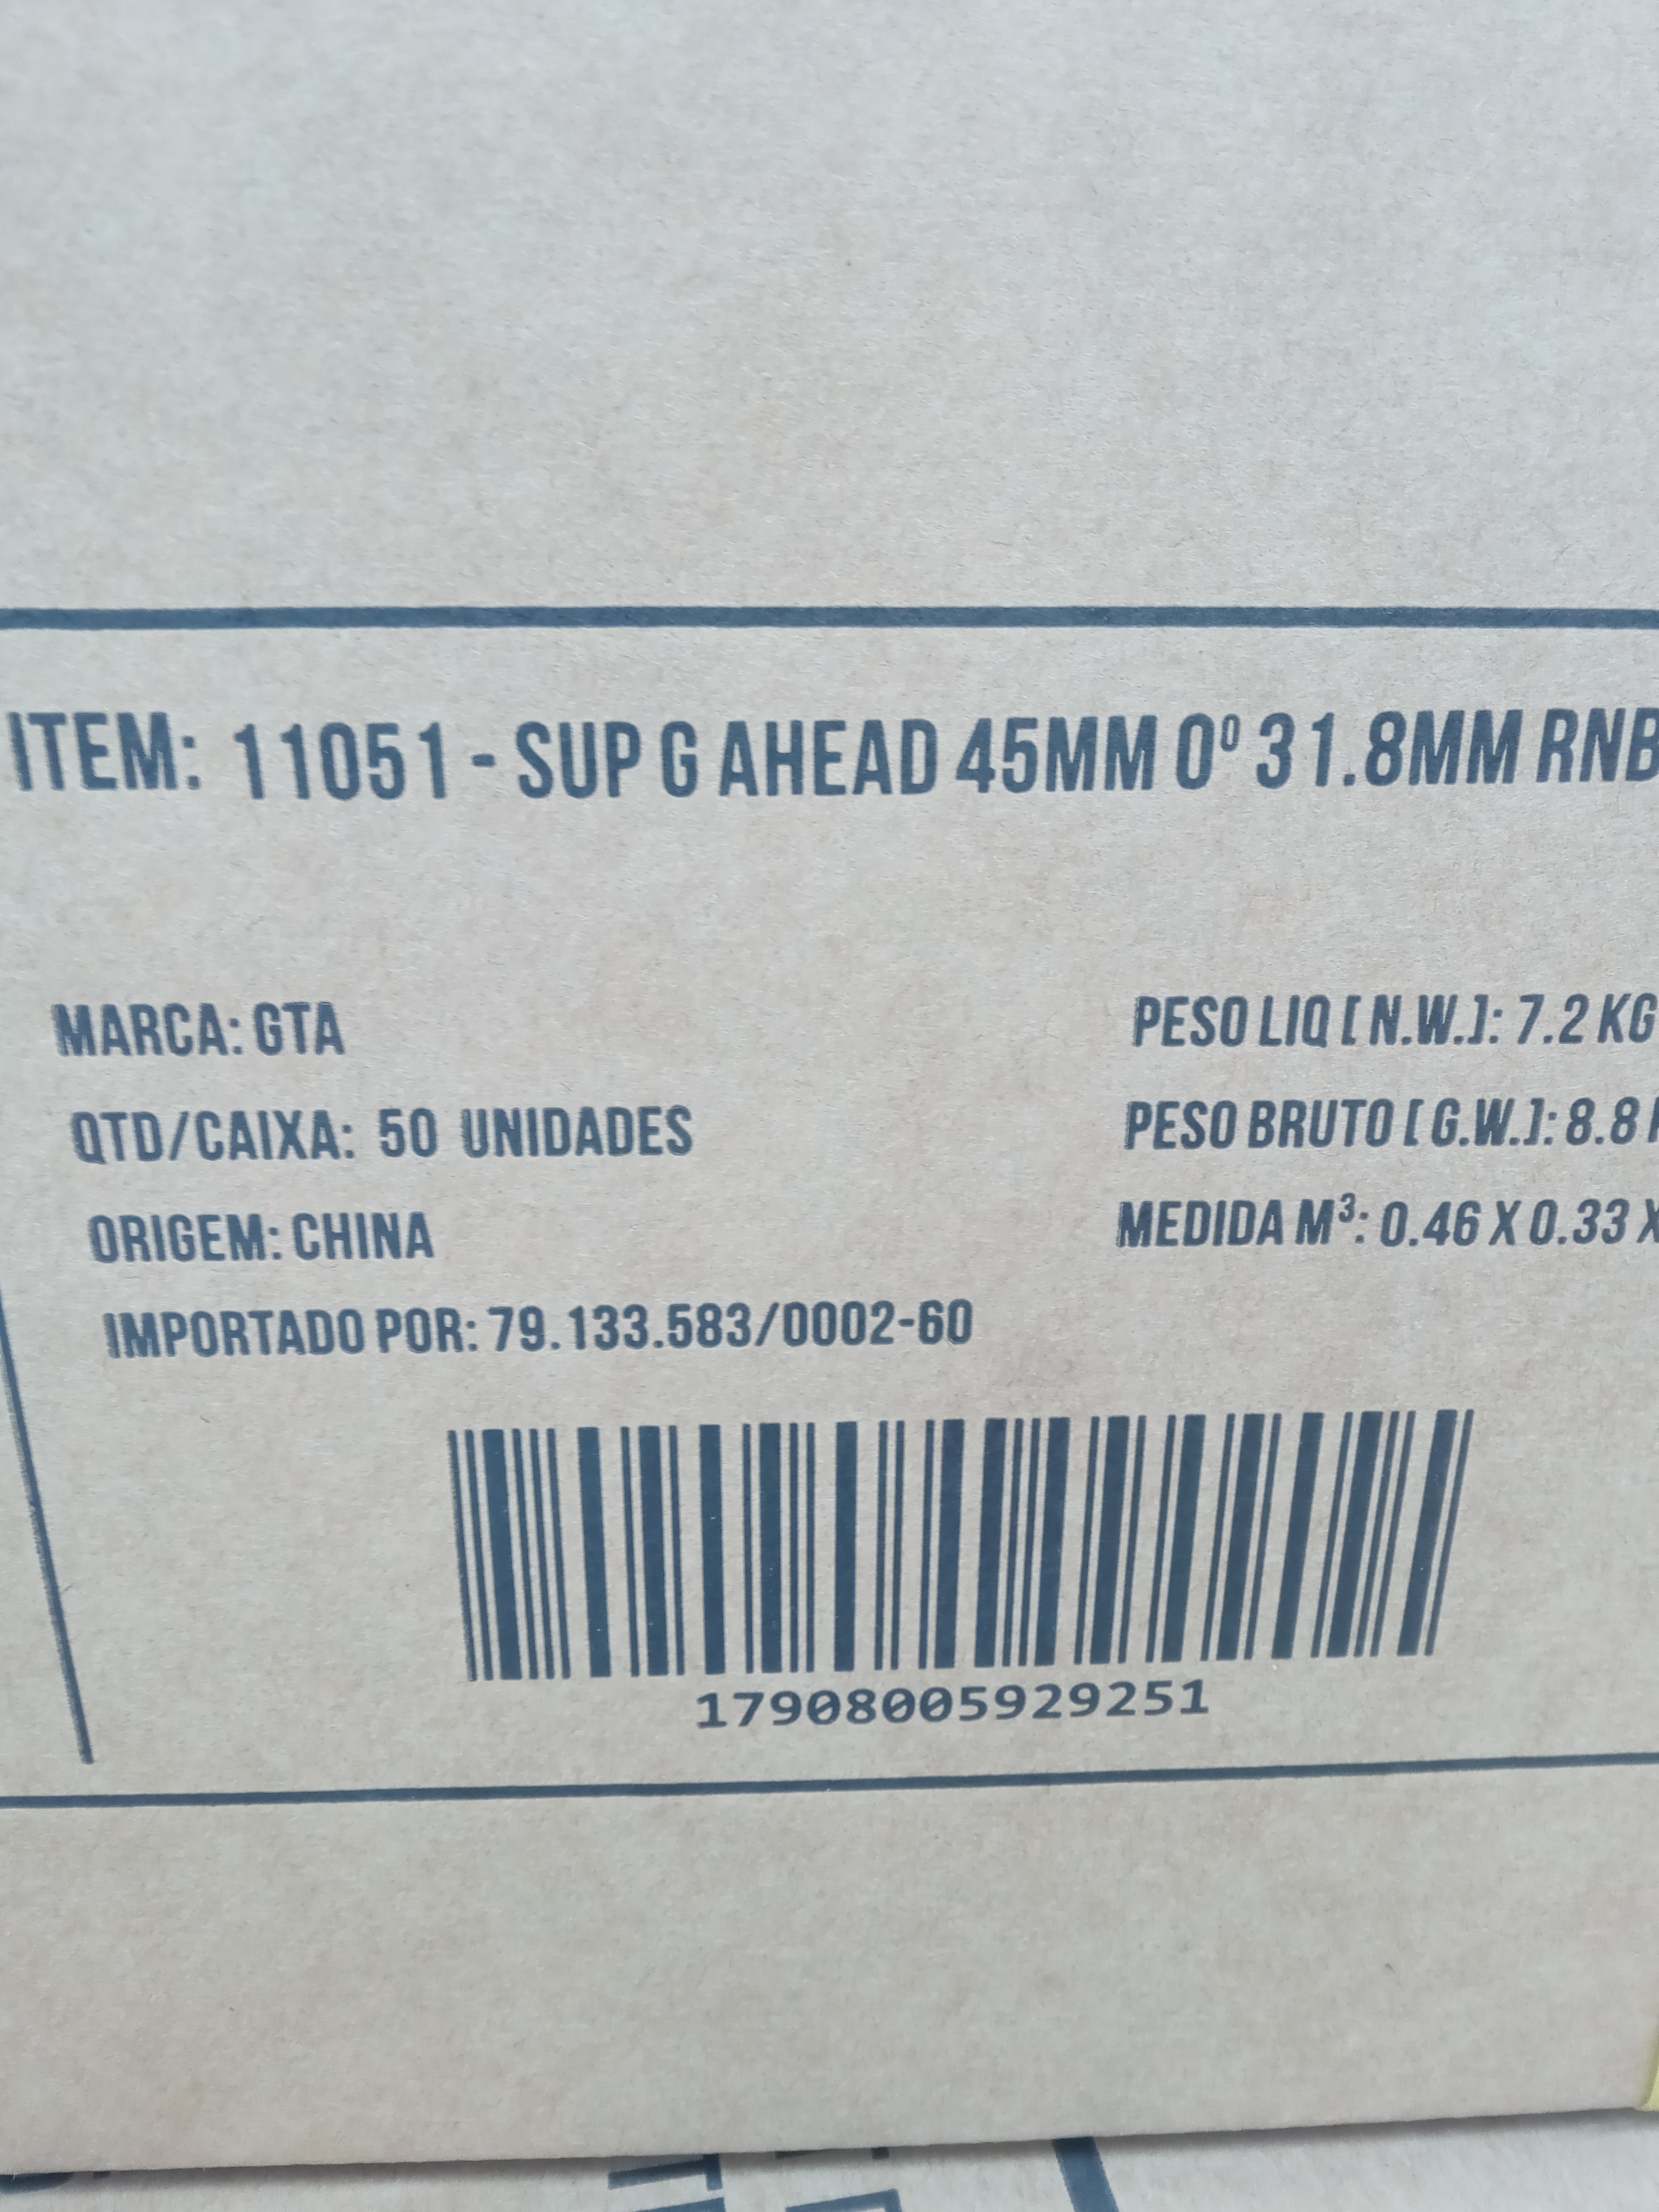 ITEM: 11051 - SUP G AHEAD 45MM 0º 31.8MM RNB
MARCA: GTA
QTD/CAIXA: 50 UNIDADES
ORIGEM: CHINA
IMPORTADO POR: 79.133.583/0002-60
PESO LIQ [ N.W.]: 7.2 KG
PESO BRUTO [ G.W.]: 8.8
MEDIDA M³: 0.46 X 0.33 X
17908005929251